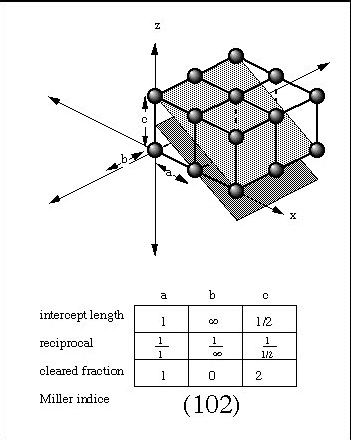 z
c
b
a
x
a b c
intercept length 1 ∞ 1/2
reciprocal 1/1 1/∞ 1/1/2
cleared fraction 1 0 2
Miller indice (102)